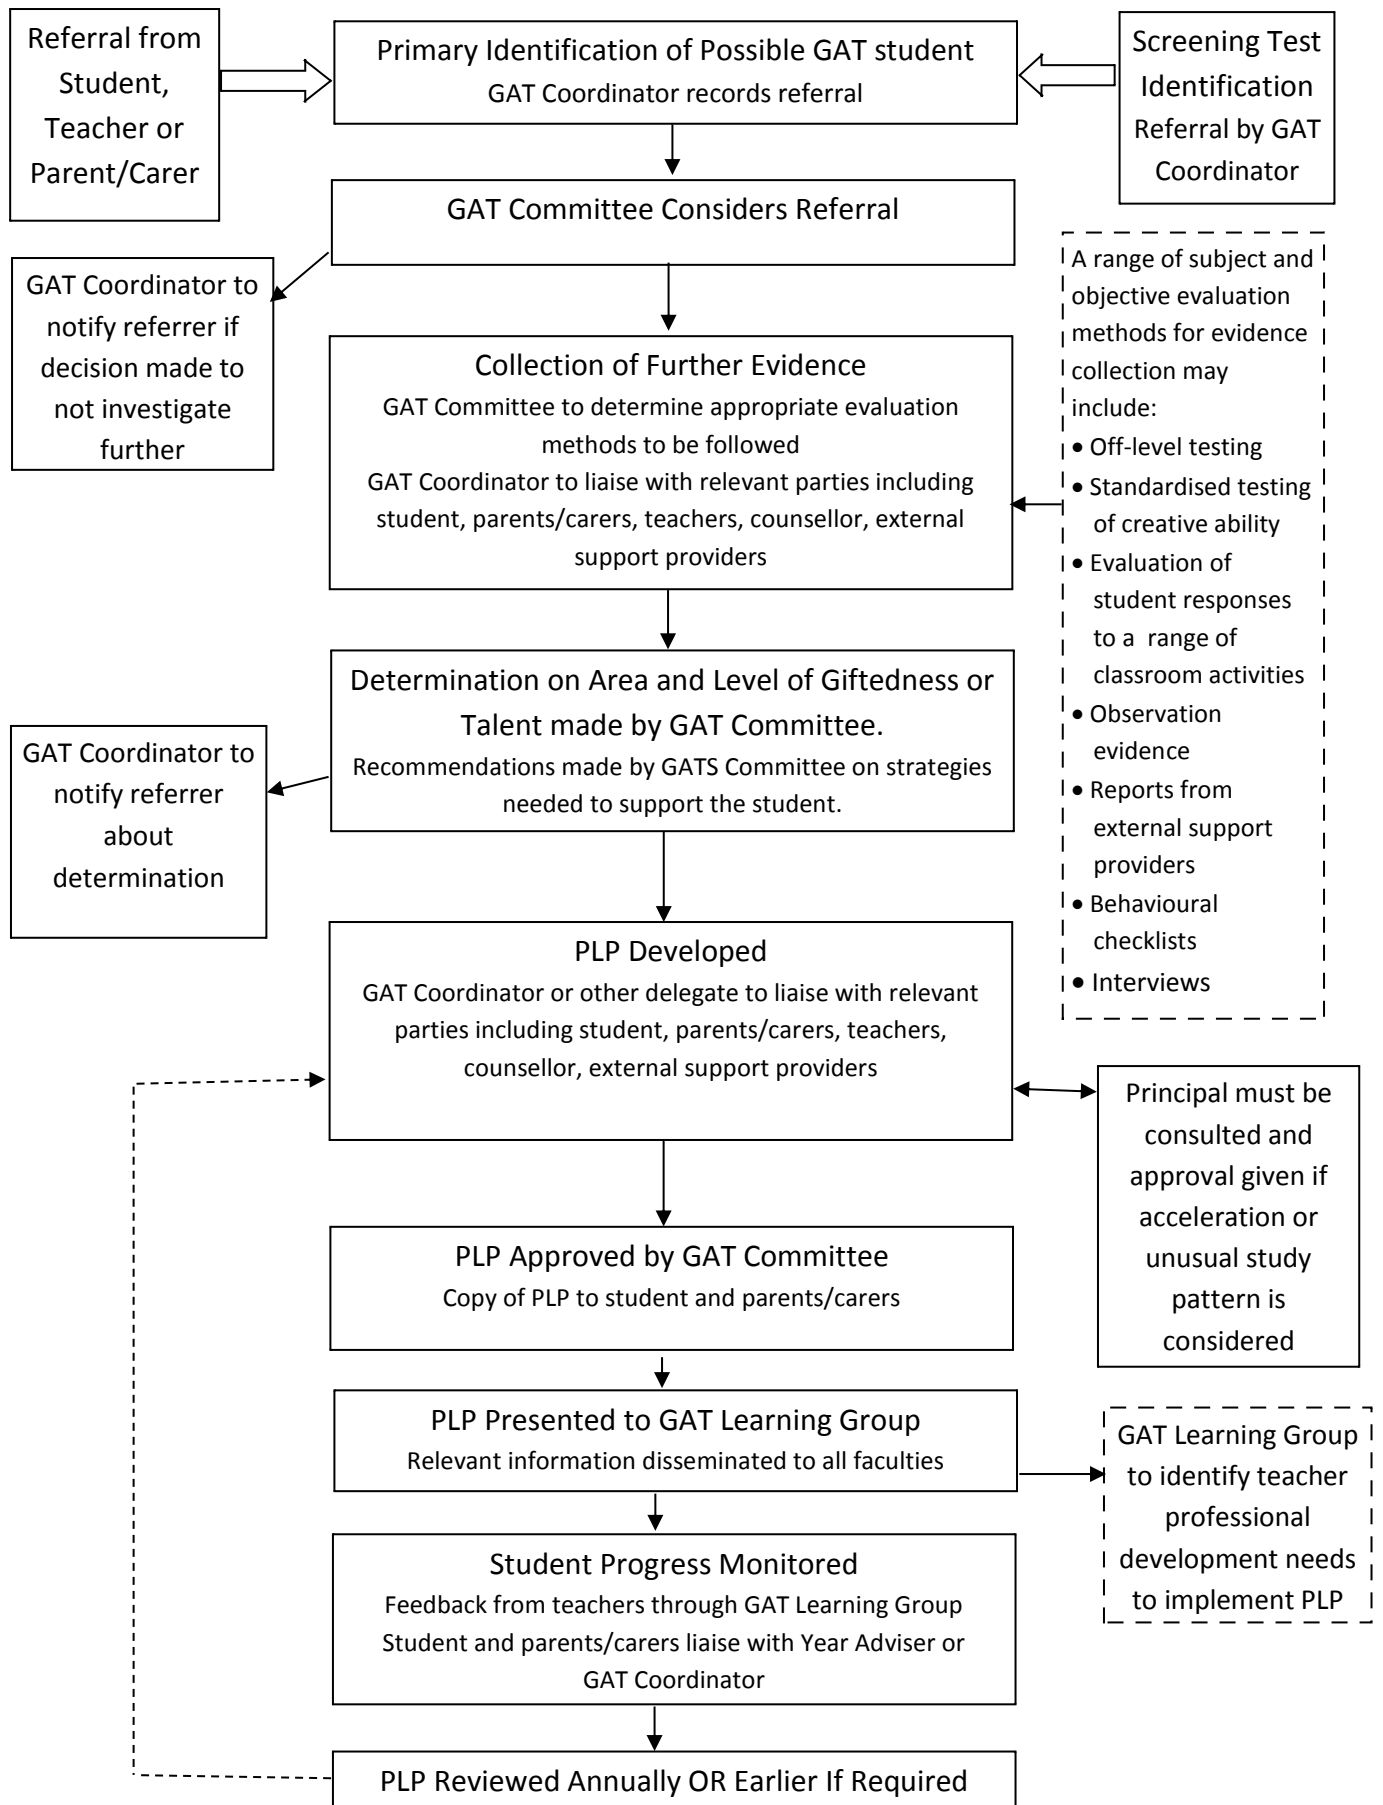 Referral from
Student,
Teacher or
Parent/Carer
Primary Identification of Possible GAT student
GAT Coordinator records referral
Screening Test
Identification
Referral by GAT
Coordinator
GAT Committee Considers Referral
GAT Coordinator to
notify referrer if
decision made to
not investigate
further
Collection of Further Evidence
GAT Committee to determine appropriate evaluation
methods to be followed
GAT Coordinator to liaise with relevant parties including
student, parents/carers, teachers, counsellor, external
support providers
A range of subject and
objective evaluation
methods for evidence
collection may
include:
• Off-level testing
• Standardised testing
of creative ability
• Evaluation of
student responses
to a range of
classroom activities
• Observation
evidence
• Reports from
external support
providers
• Behavioural
checklists
• Interviews
Determination on Area and Level of Giftedness or
Talent made by GAT Committee.
Recommendations made by GATS Committee on strategies
needed to support the student.
GAT Coordinator to
notify referrer
about
determination
PLP Developed
GAT Coordinator or other delegate to liaise with relevant
parties including student, parents/carers, teachers,
counsellor, external support providers
Principal must be
consulted and
approval given if
acceleration or
unusual study
pattern is
considered
PLP Approved by GAT Committee
Copy of PLP to student and parents/carers
PLP Presented to GAT Learning Group
Relevant information disseminated to all faculties
GAT Learning Group
to identify teacher
professional
development needs
to implement PLP
Student Progress Monitored
Feedback from teachers through GAT Learning Group
Student and parents/carers liaise with Year Adviser or
GAT Coordinator
PLP Reviewed Annually OR Earlier If Required